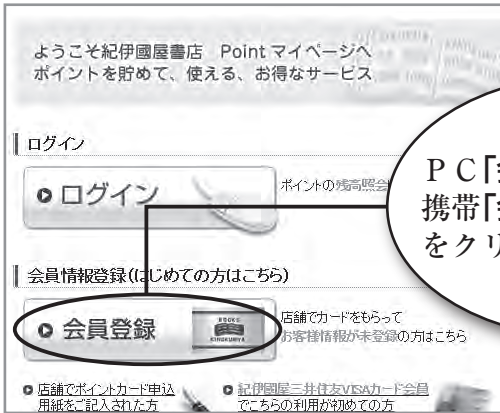 ようこそ紀伊國屋書店 Point マイページへ
ポイントを貯めて、使える、お得なサービス
ログイン
ログイン
ポイントの残高照会
会員情報登録(はじめての方はこちら)
会員登録
BOOKS
KINOKUNIYA
店舗でカードをもらって
お客様情報が未登録の方はこちら
店舗でポイントカード申込
用紙をご記入された方
紀伊國屋三井住友VISAカード会員
でこちらの利用が初めての方
PC「
携帯「
をクリ